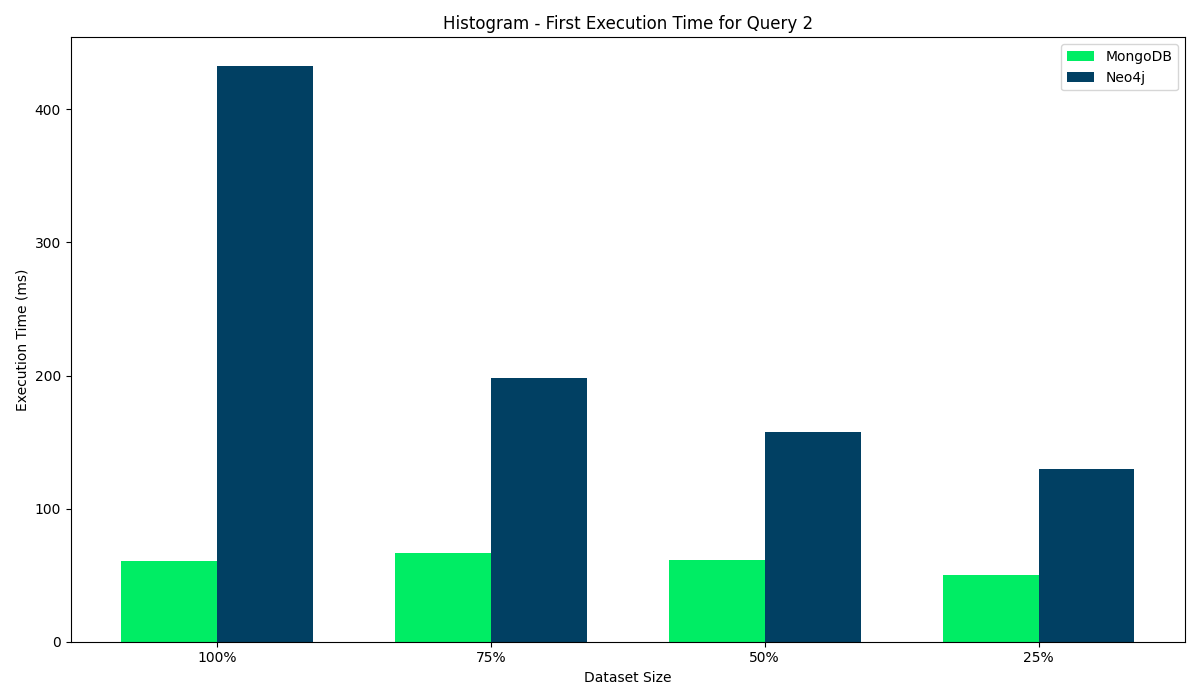 Histogram - First Execution Time for Query 2
MongoDB
Neo4j
Execution Time (ms)
400
300
200
100
0
100%
75%
50%
25%
Dataset Size